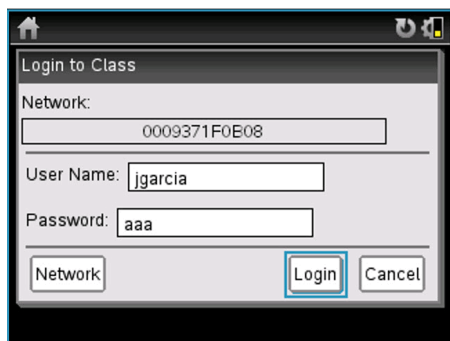 Login to Class
Network:
0009371F0B08
User Name: jgarcia
Password: aaa
Network Login Cancel